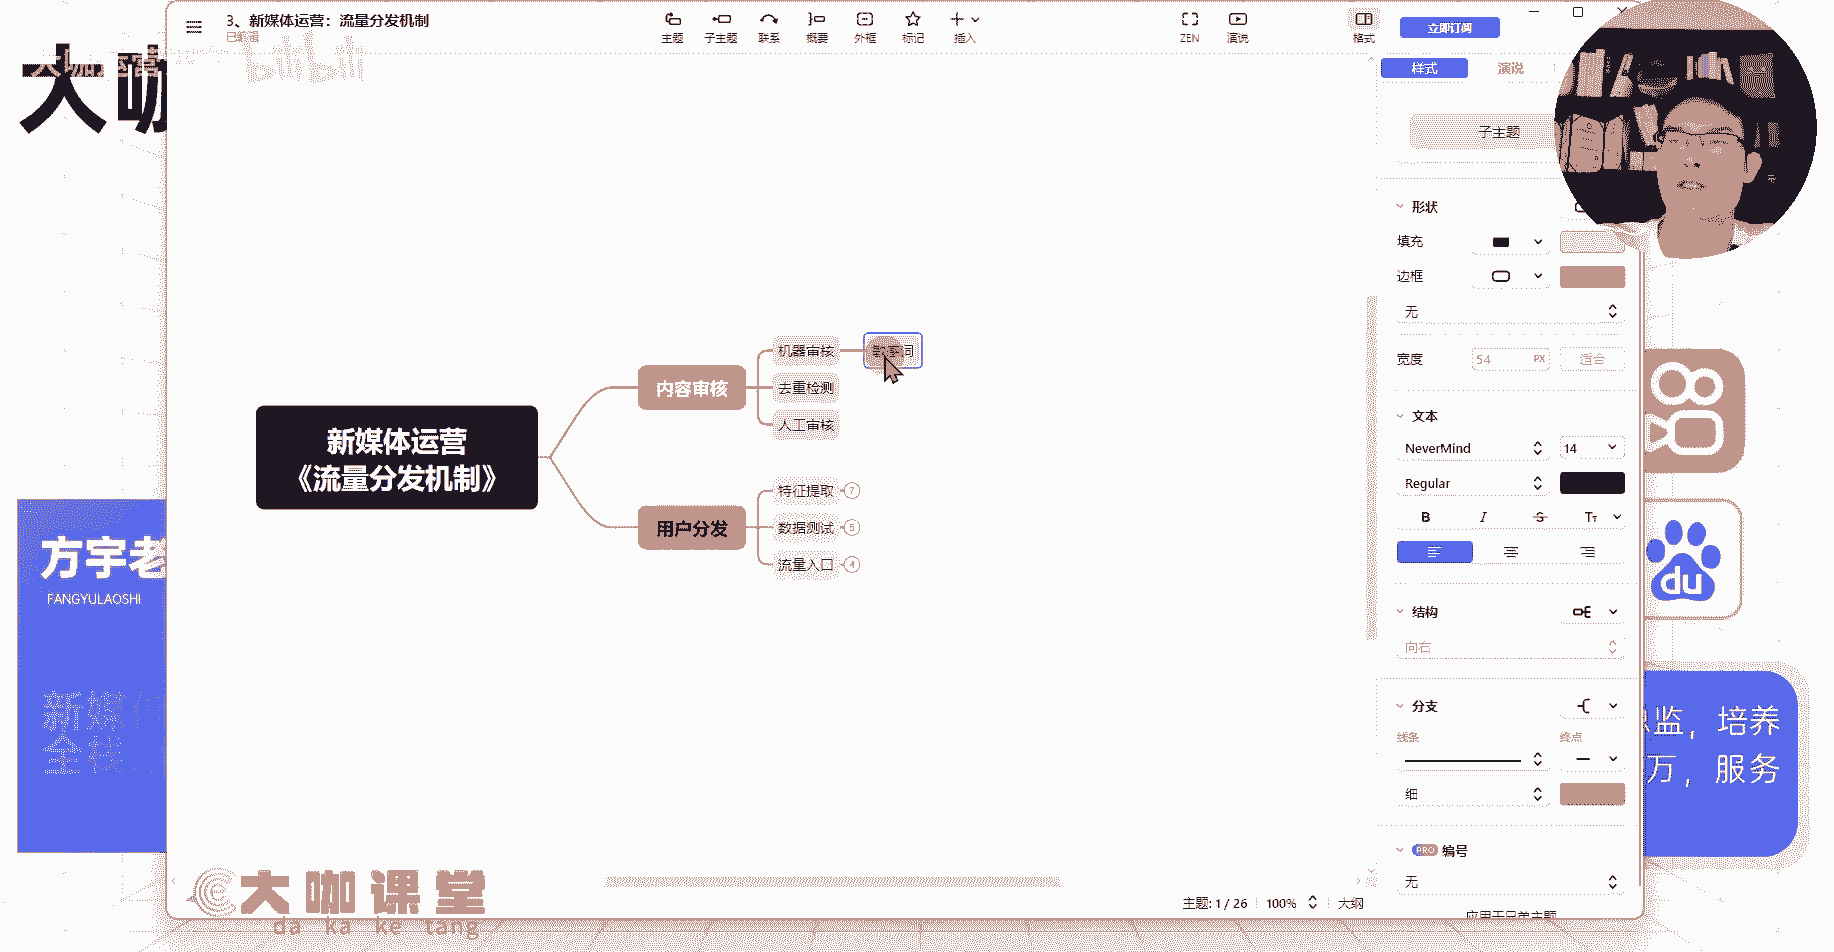 3、新媒体运营：流量分发机制
已编辑
主题
子主题
联系
概要
外框
标记
插入
ZEN
演说
格式
立即订阅
bilibili
大咖
样式
演说
子主题
形状
填充
边框
无
宽度
54
PX
适合
文本
NeverMind
14
Regular
B
I
S
TT
结构
向右
分支
线条
终点
细
PRO
编号
无
机器审核
内容审核
去重检测
人工审核
新媒体运营
《流量分发机制》
特征提取
7
用户分发
数据测试
5
流量入口
4
方宇老
FANGYULAOSHI
新媒体
全栈
du
监，培养
万，服务
大咖课堂
da ka ke tang
主题: 1 / 26
100%
大纲